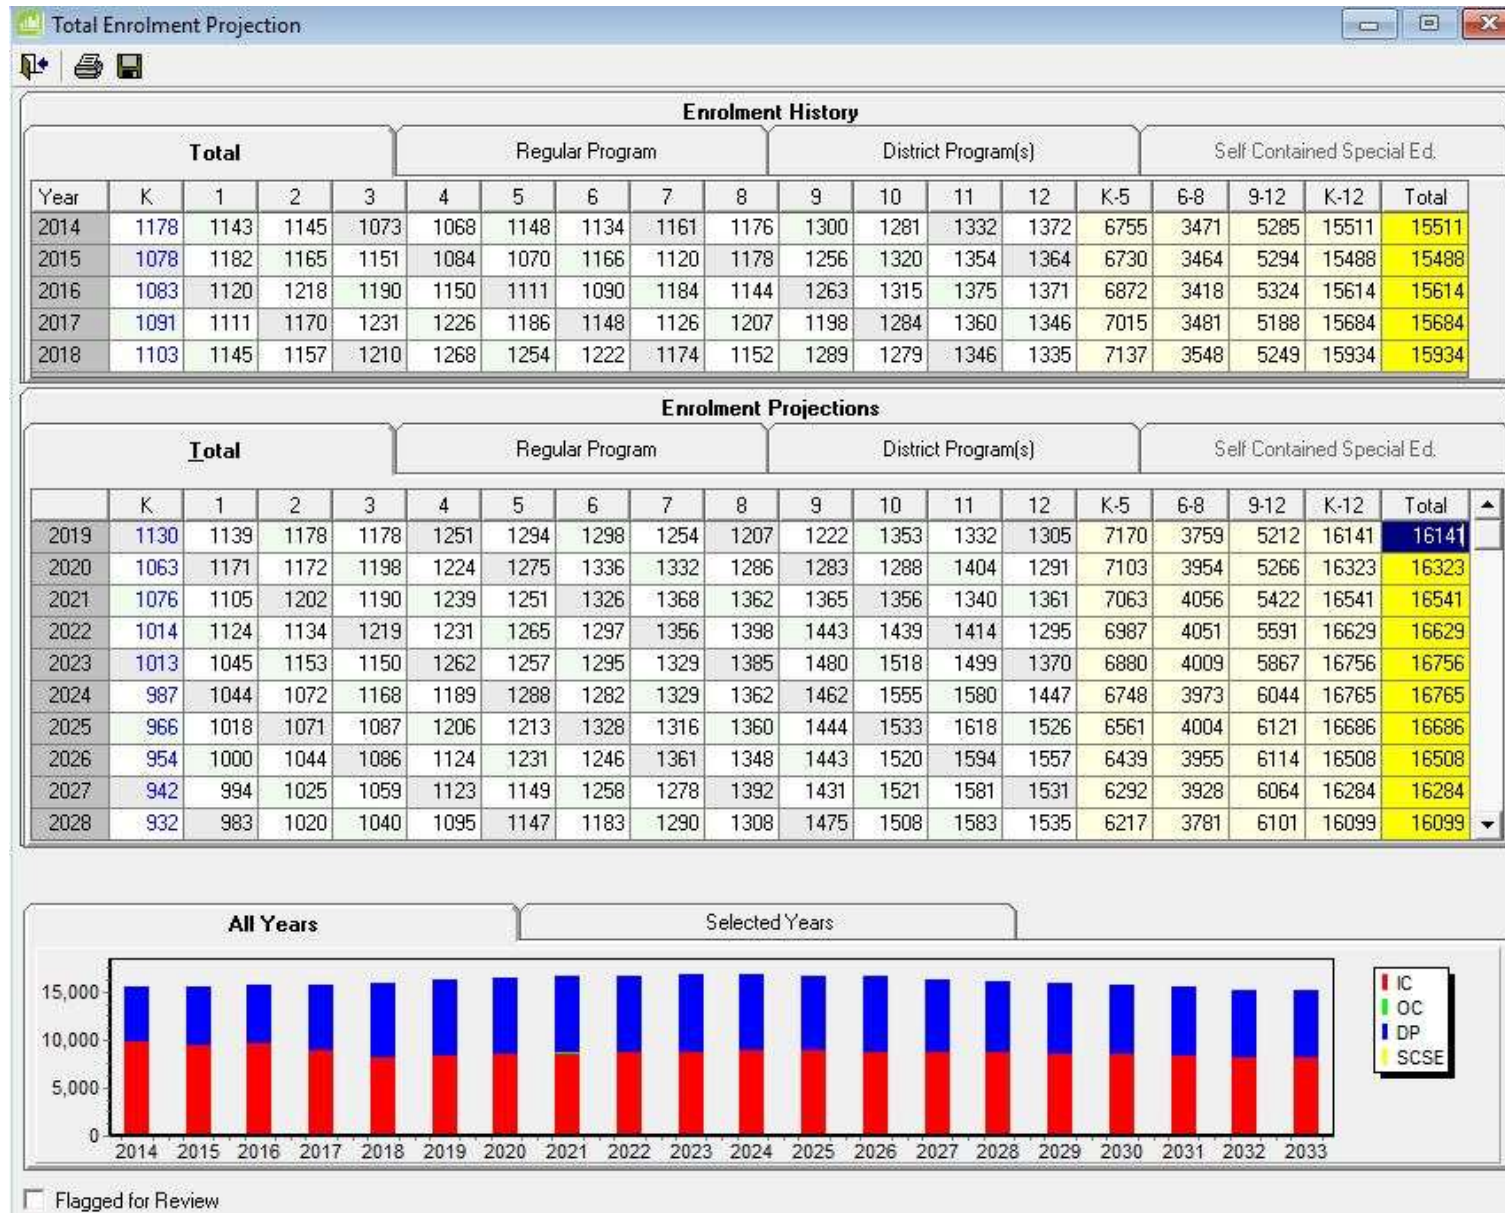 Total Enrolment Projection
Enrolment History
Total Regular Program District Program(s) Self Contained Special Ed.
Year K 1 2 3 4 5 6 7 8 9 10 11 12 K-5 6-8 9-12 K-12 Total
2014 1178 1143 1145 1073 1068 1148 1134 1161 1176 1300 1281 1332 1372 6755 3471 5285 15511 15511
2015 1078 1182 1165 1151 1084 1070 1166 1120 1178 1256 1320 1354 1364 6730 3464 5294 15488 15488
2016 1083 1120 1218 1190 1150 1111 1090 1184 1144 1263 1315 1375 1371 6872 3418 5324 15614 15614
2017 1091 1111 1170 1231 1226 1186 1148 1126 1207 1198 1284 1360 1346 7015 3481 5188 15684 15684
2018 1103 1145 1157 1210 1268 1254 1222 1174 1152 1289 1279 1346 1335 7137 3548 5249 15934 15934
Enrolment Projections
Total Regular Program District Program(s) Self Contained Special Ed.
K 1 2 3 4 5 6 7 8 9 10 11 12 K-5 6-8 9-12 K-12 Total
2019 1130 1139 1178 1178 1251 1294 1298 1254 1207 1222 1353 1332 1305 7170 3759 5212 16141 16141
2020 1063 1171 1172 1198 1224 1275 1336 1332 1286 1283 1288 1404 1291 7103 3954 5266 16323 16323
2021 1076 1105 1202 1190 1239 1251 1326 1368 1362 1365 1356 1340 1361 7063 4056 5422 16541 16541
2022 1014 1124 1134 1219 1231 1265 1297 1356 1398 1443 1439 1414 1295 6987 4051 5591 16629 16629
2023 1013 1045 1153 1150 1262 1257 1295 1329 1385 1480 1518 1499 1370 6880 4009 5867 16756 16756
2024 987 1044 1072 1168 1189 1288 1282 1329 1362 1462 1555 1580 1447 6748 3973 6044 16765 16765
2025 966 1018 1071 1087 1206 1213 1328 1316 1360 1444 1533 1618 1526 6561 4004 6121 16686 16686
2026 954 1000 1044 1086 1124 1231 1246 1361 1348 1443 1520 1594 1557 6439 3955 6114 16508 16508
2027 942 994 1025 1059 1123 1149 1258 1278 1392 1431 1521 1581 1531 6292 3928 6064 16284 16284
2028 932 983 1020 1040 1095 1147 1183 1290 1308 1475 1508 1583 1535 6217 3781 6101 16099 16099
All Years Selected Years
15,000
10,000
5,000
0
2014 2015 2016 2017 2018 2019 2020 2021 2022 2023 2024 2025 2026 2027 2028 2029 2030 2031 2032 2033
IC
OC
DP
SCSE
Flagged for Review